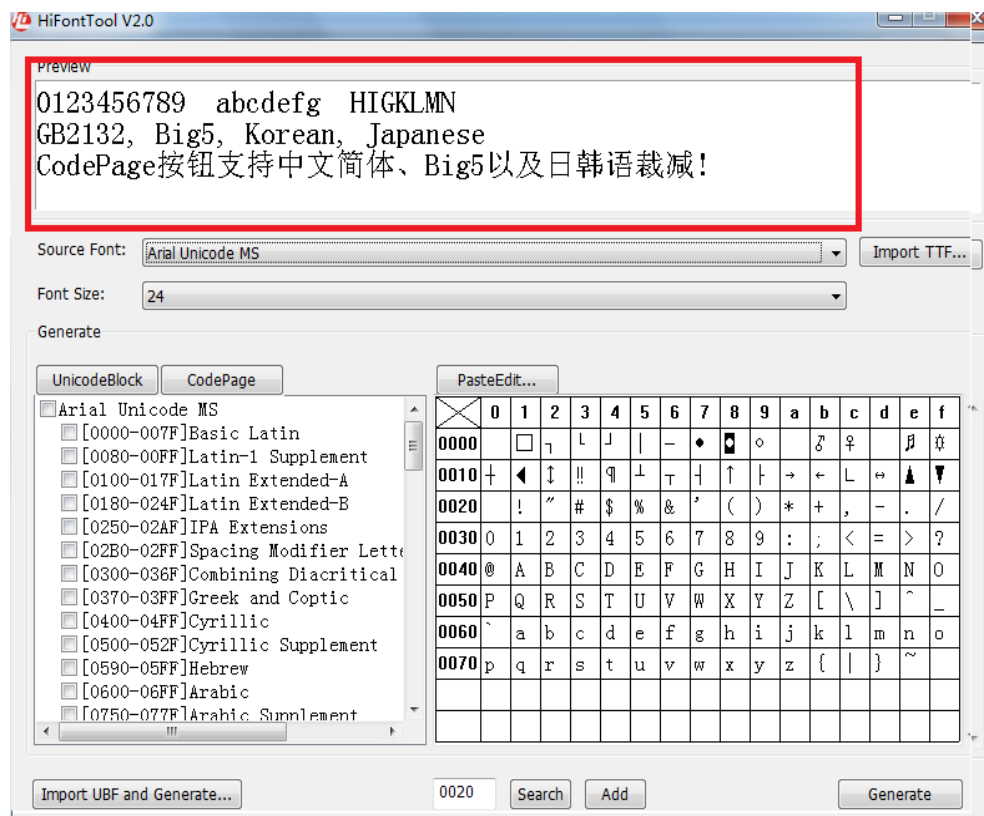 HiFontTool V2.0
Preview
0123456789 abcdefg HIGKLMN
GB2132, Big5, Korean, Japanese
CodePage按钮支持中文简体、Big5以及日韩语裁减!
Source Font: Arial Unicode MS Import TTF...
Font Size: 24
Generate
UnicodeBlock CodePage PasteEdit...
Arial Unicode MS
[0000-007F]Basic Latin
[0080-00FF]Latin-1 Supplement
[0100-017F]Latin Extended-A
[0180-024F]Latin Extended-B
[0250-02AF]IPA Extensions
[02B0-02FF]Spacing Modifier Lette
[0300-036F]Combining Diacritical
[0370-03FF]Greek and Coptic
[0400-04FF]Cyrillic
[0500-052F]Cyrillic Supplement
[0590-05FF]Hebrew
[0600-06FF]Arabic
[0750-077F]Arabic Supplement
0 1 2 3 4 5 6 7 8 9 a b c d e f
0000 □ ┐ └ ┘ │ ─ • ◘ ○ ♂ ♀ ♬ ☼
0010 ┼ ◄ ↕ ‼ ¶ ┴ ┬ ┤ ↑ ├ → ← ∟ ↔ ▲ ▼
0020 ! " # $ % & ' ( ) * + , - . /
0030 0 1 2 3 4 5 6 7 8 9 : ; < = > ?
0040 @ A B C D E F G H I J K L M N O
0050 P Q R S T U V W X Y Z [ \ ] ^ _
0060 ` a b c d e f g h i j k l m n o
0070 p q r s t u v w x y z { | } ~
Import UBF and Generate... 0020 Search Add Generate